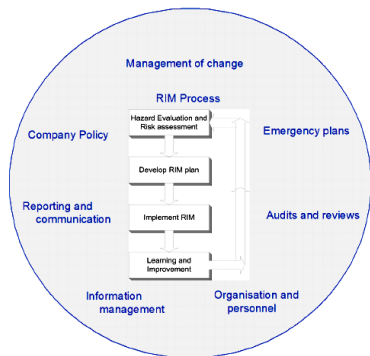 Management of change
RIM Process
Hazard Evaluation and
Risk assessment
Company Policy
Emergency plans
Develop RIM plan
Reporting and
communication
Implement RIM
Audits and reviews
Learning and
Improvement
Information
management
Organisation and
personnel